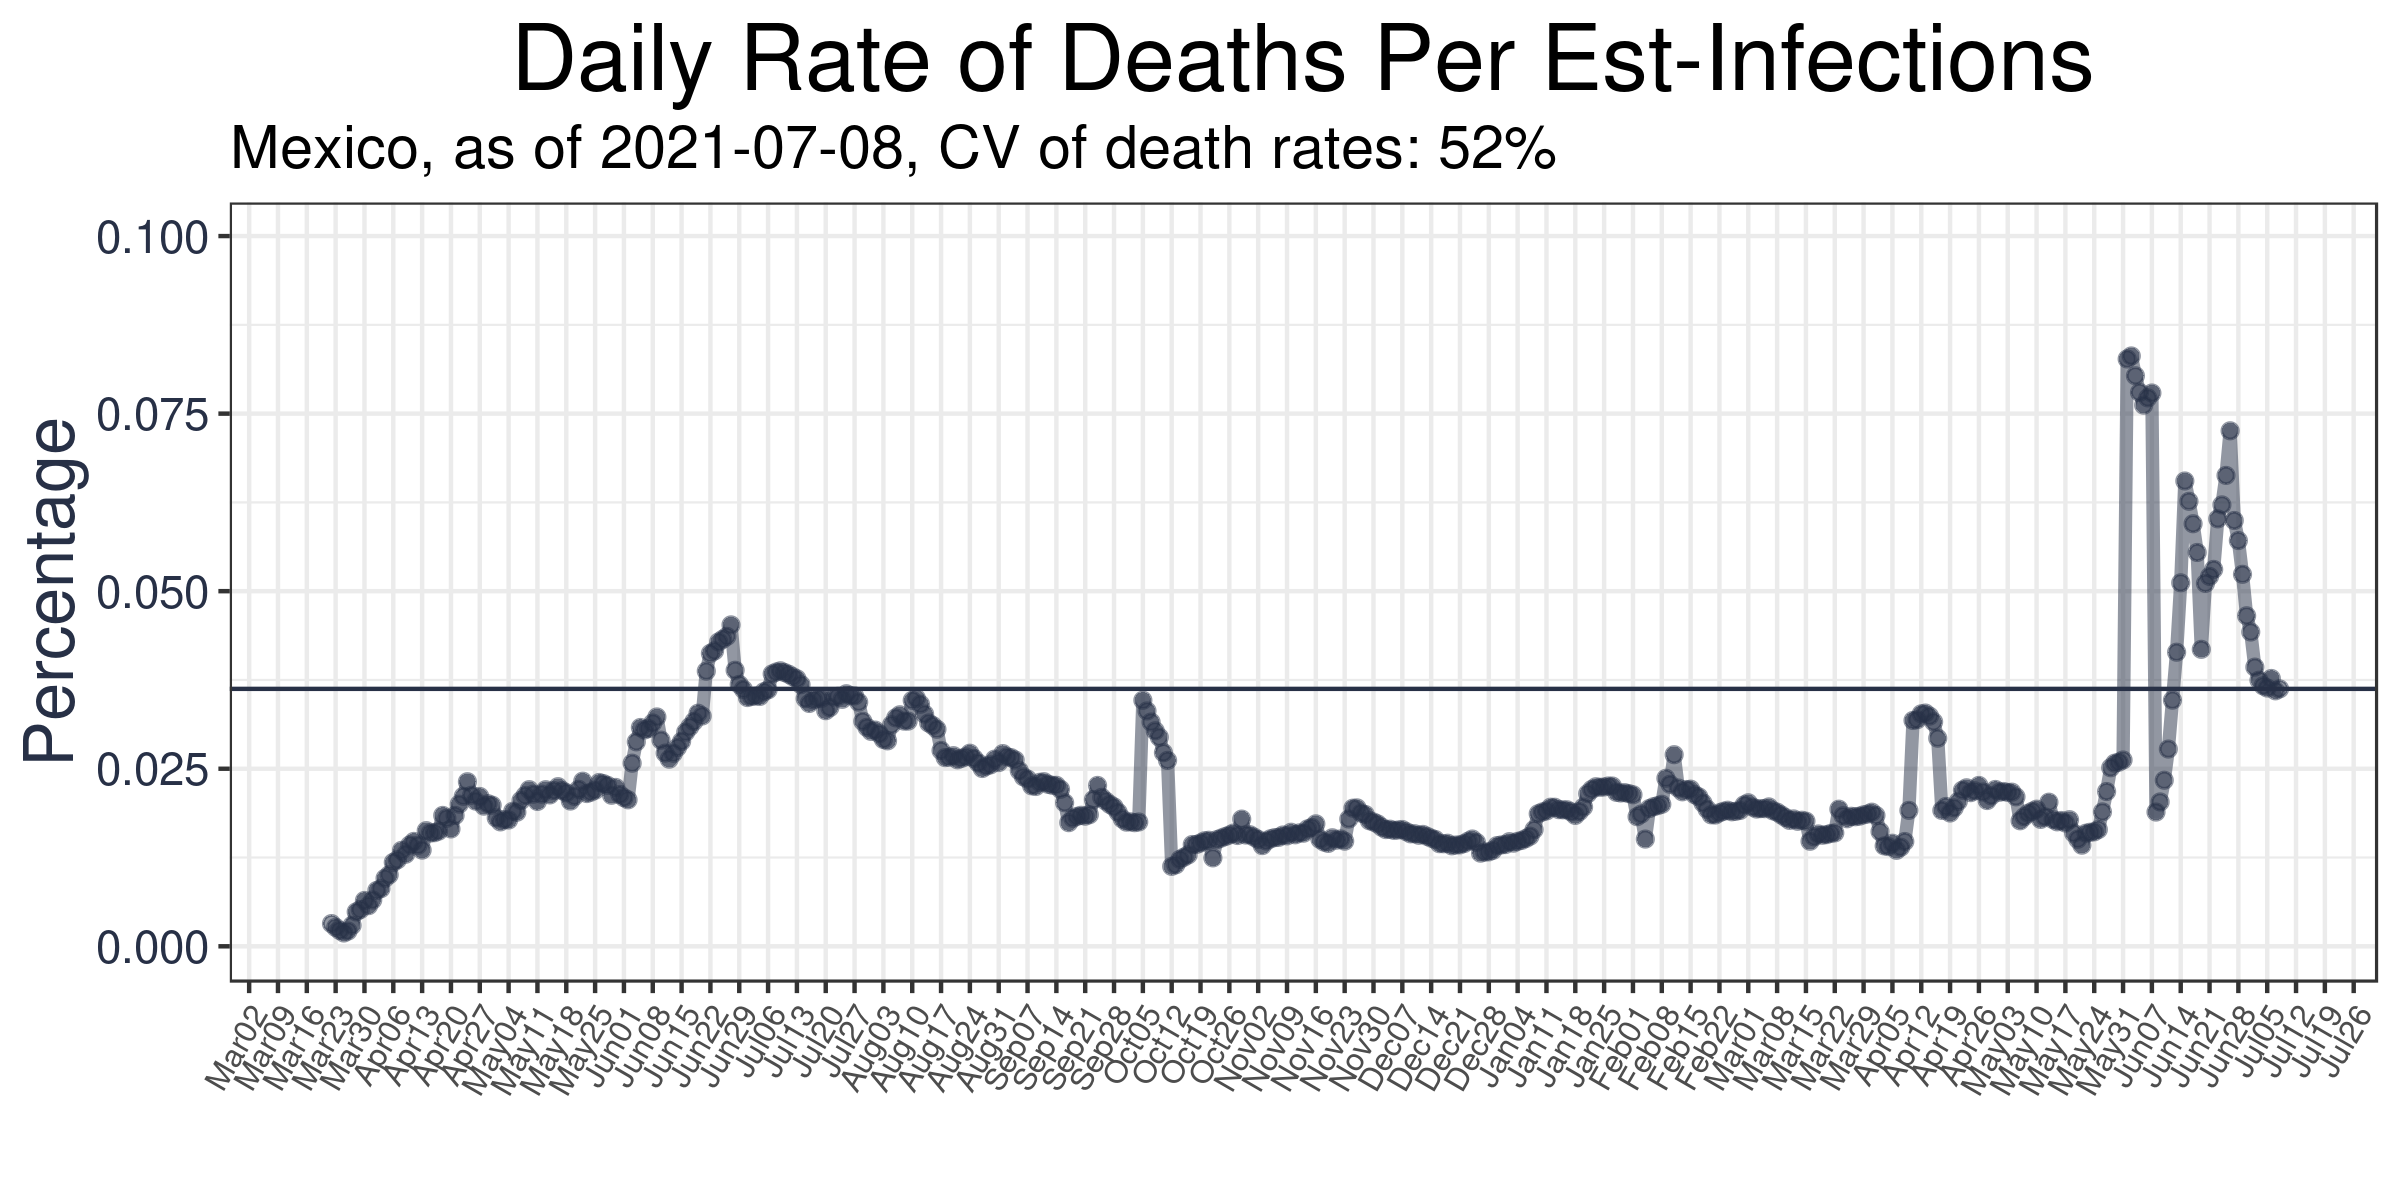 Daily Rate of Deaths Per Est-Infections
Mexico, as of 2021-07-08, CV of death rates: 52%
Percentage
0.100
0.075
0.050
0.025
0.000
Mar02 Mar09 Mar16 Mar23 Mar30 Apr06 Apr13 Apr20 Apr27 May04 May11 May18 May25 Jun01 Jun08 Jun15 Jun22 Jun29 Jul06 Jul13 Jul20 Jul27 Aug03 Aug10 Aug17 Aug24 Aug31 Sep07 Sep14 Sep21 Sep28 Oct05 Oct12 Oct19 Oct26 Nov02 Nov09 Nov16 Nov23 Nov30 Dec07 Dec14 Dec21 Dec28 Jan04 Jan11 Jan18 Jan25 Feb01 Feb08 Feb15 Feb22 Mar01 Mar08 Mar15 Mar22 Mar29 Apr05 Apr12 Apr19 Apr26 May03 May10 May17 May24 May31 Jun07 Jun14 Jun21 Jun28 Jul05 Jul12 Jul19 Jul26